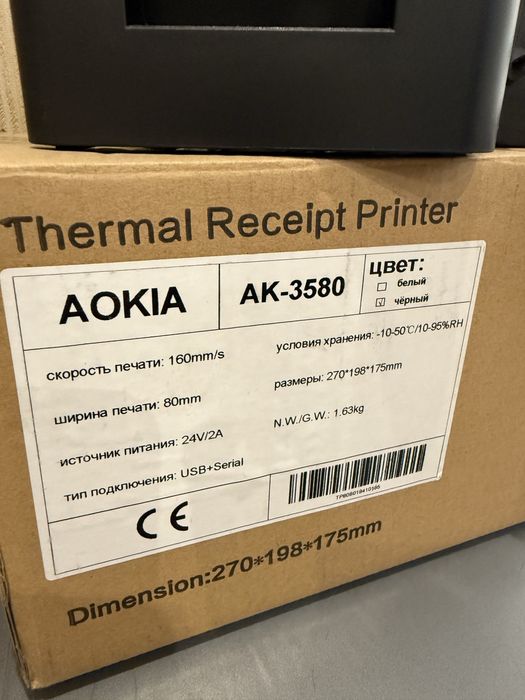 Thermal Receipt Printer
AOKIA
AK-3580
цвет:
белый
чёрный
скорость печати: 160mm/s
ширина печати: 80mm
источник питания: 24V/2A
тип подключения: USB+Serial
условия хранения: -10-50℃/10-95%RH
размеры: 270*198*175mm
N.W./G.W.: 1.63kg
CE
TP808019410165
Dimension:270*198*175mm